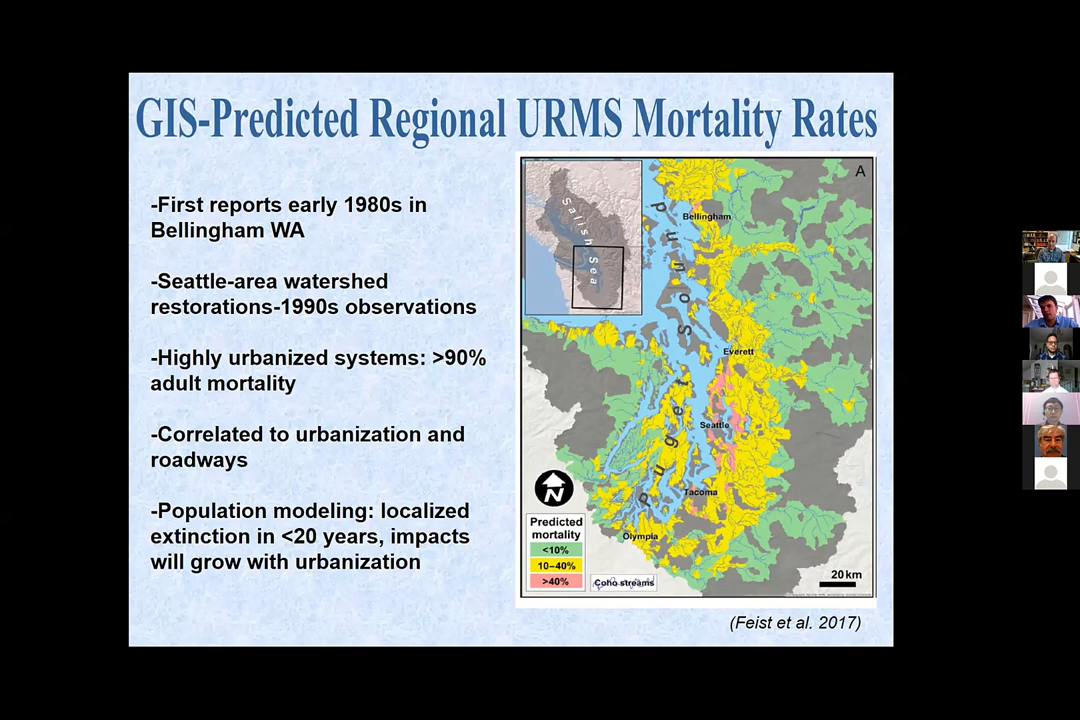 GIS-Predicted Regional URMS Mortality Rates
-First reports early 1980s in
Bellingham WA
-Seattle-area watershed
restorations-1990s observations
-Highly urbanized systems: >90%
adult mortality
-Correlated to urbanization and
roadways
-Population modeling: localized
extinction in <20 years, impacts
will grow with urbanization
A
Salish Sea
Puget Sound
Bellingham
Everett
Seattle
Tacoma
Olympia
N
Predicted
mortality
<10%
10–40%
>40%
Coho streams
20 km
(Feist et al. 2017)